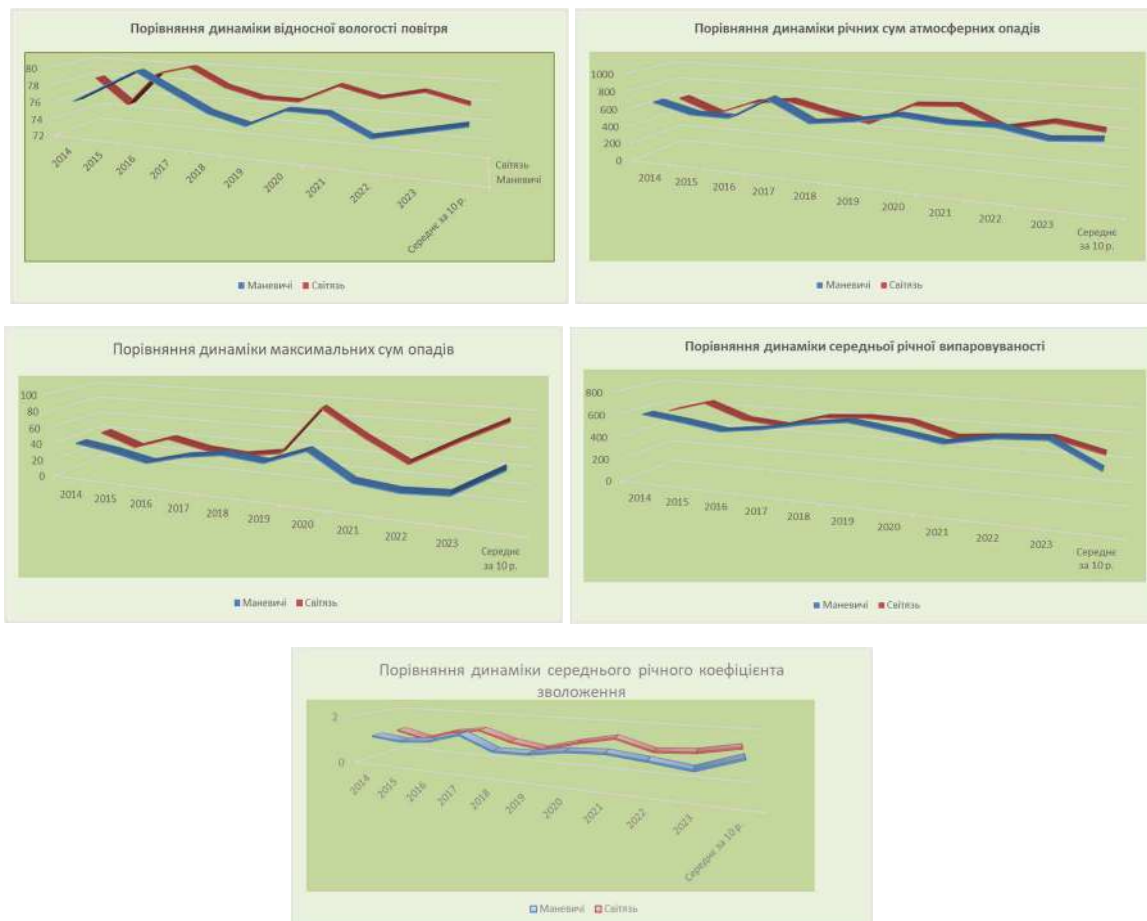 Порівняння динаміки відносної вологості повітря
80
78
76
74
72
2014
2015
2016
2017
2018
2019
2020
2021
2022
2023
Середнє за 10 р.
Світязь
Маневичі
Маневичі
Світязь
Порівняння динаміки річних сум атмосферних опадів
1000
800
600
400
200
0
2014
2015
2016
2017
2018
2019
2020
2021
2022
2023
Середнє
за 10 р.
Маневичі
Світязь
Порівняння динаміки максимальних сум опадів
100
80
60
40
20
0
2014
2015
2016
2017
2018
2019
2020
2021
2022
2023
Середнє
за 10 р.
Маневичі
Світязь
Порівняння динаміки середньої річної випаровуваності
800
600
400
200
0
2014
2015
2016
2017
2018
2019
2020
2021
2022
2023
Середнє
за 10 р.
Маневичі
Світязь
Порівняння динаміки середнього річного коефіцієнта
зволоження
2
0
2014
2015
2016
2017
2018
2019
2020
2021
2022
2023
Середнє за 10 р.
Маневичі
Світязь